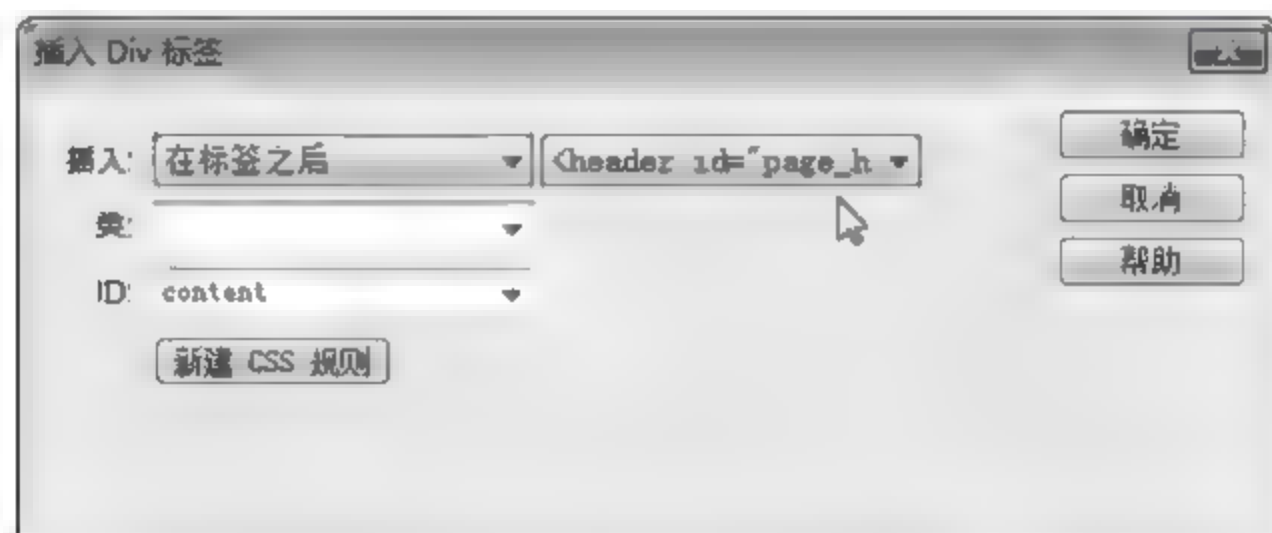 插入 Div 标签
插入: 在标签之后 <header id="page_h
确定
类:
取消
ID: content
帮助
新建 CSS 规则